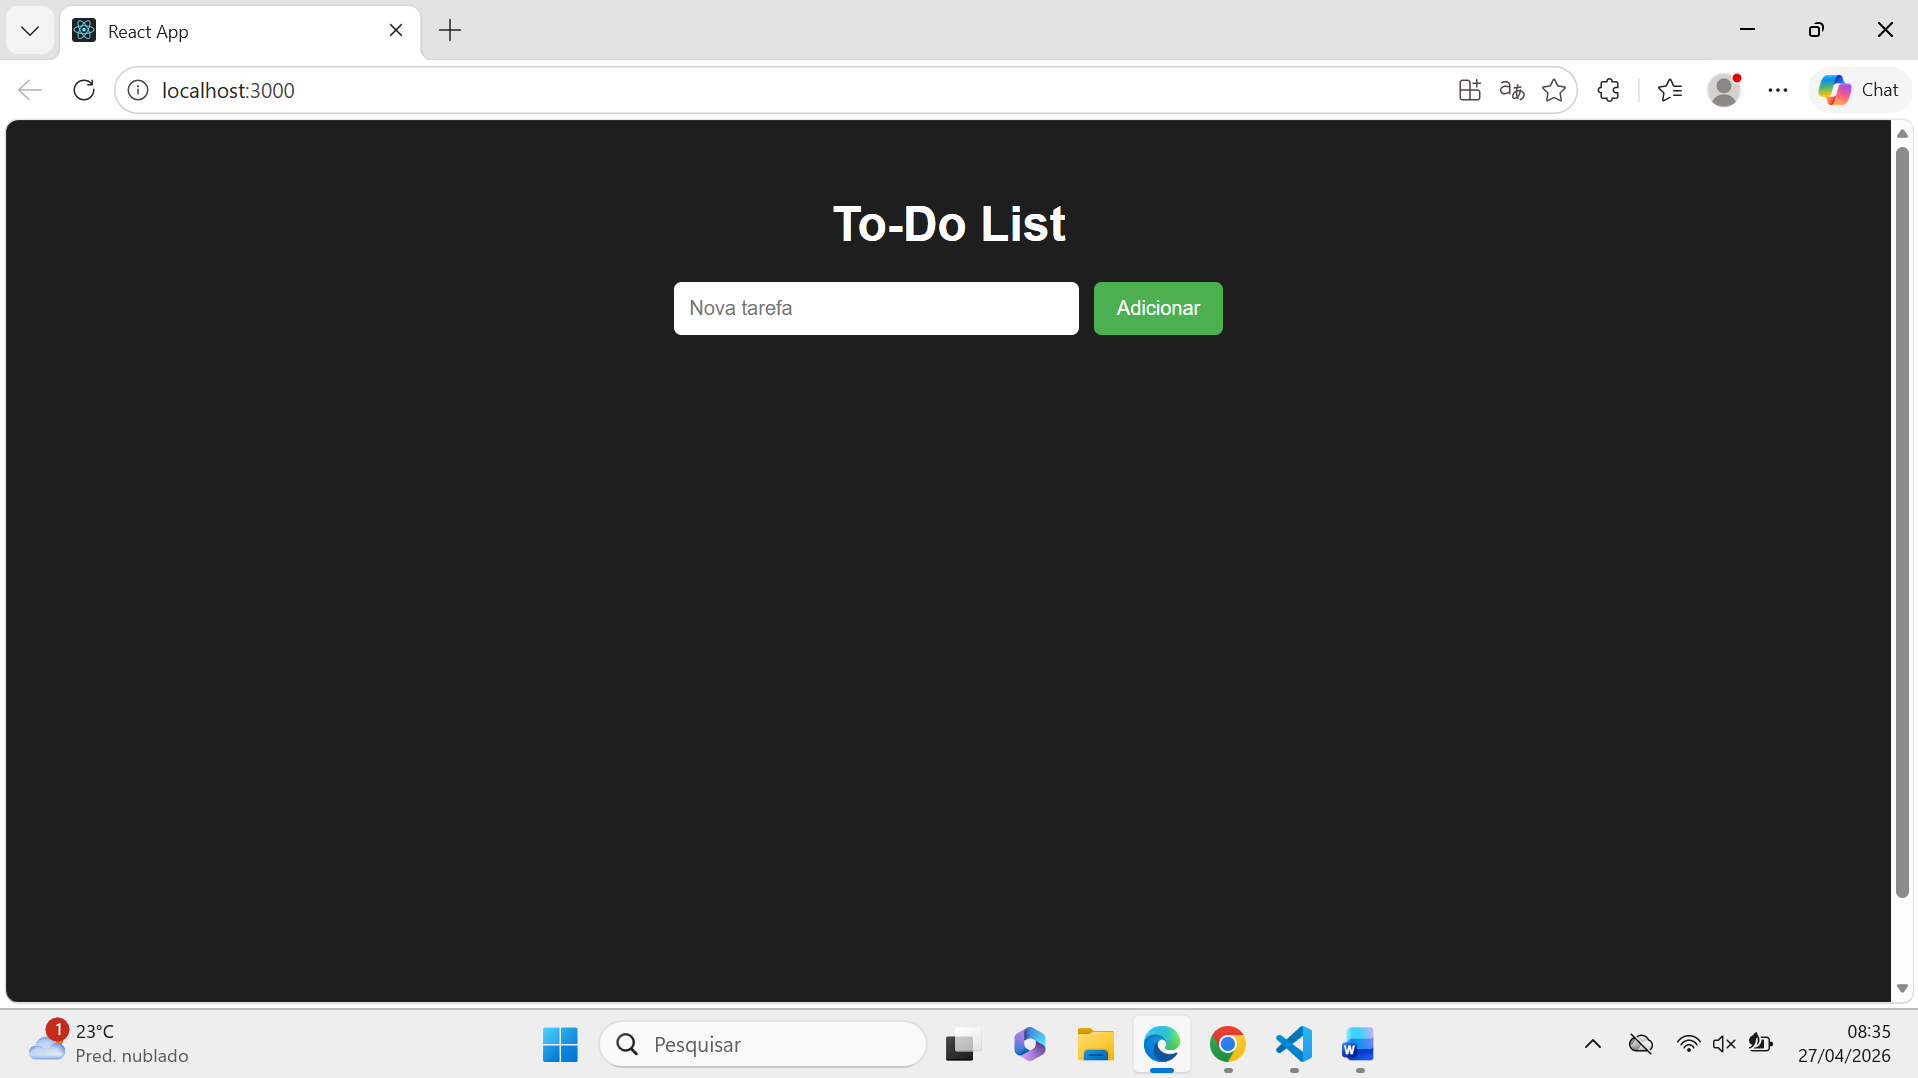 React App
localhost:3000
Chat
To-Do List
Nova tarefa
Adicionar
1
23°C
Pred. nublado
Pesquisar
08:35
27/04/2026